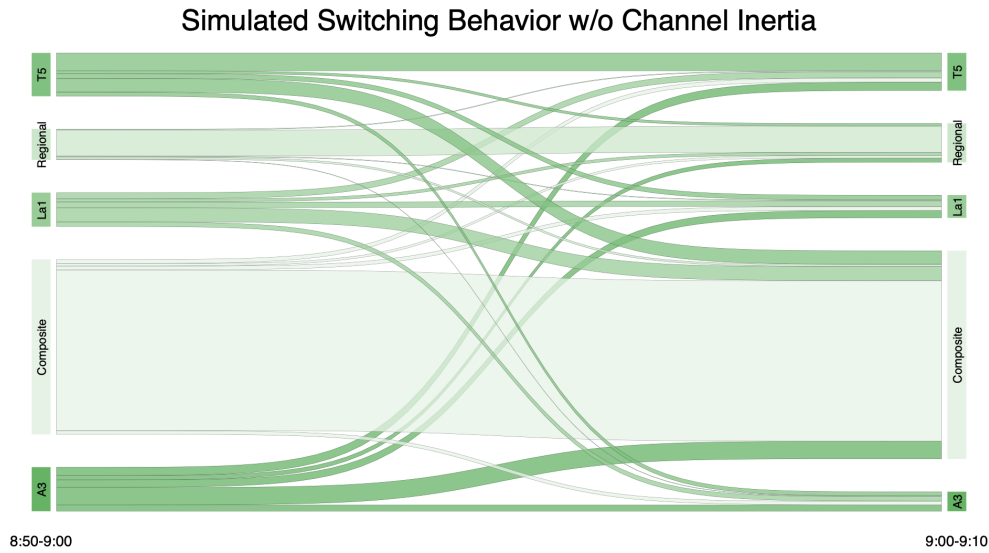 Simulated Switching Behavior w/o Channel Inertia
T5
T5
Regional
Regional
La1
La1
Composite
Composite
A3
A3
8:50-9:00
9:00-9:10